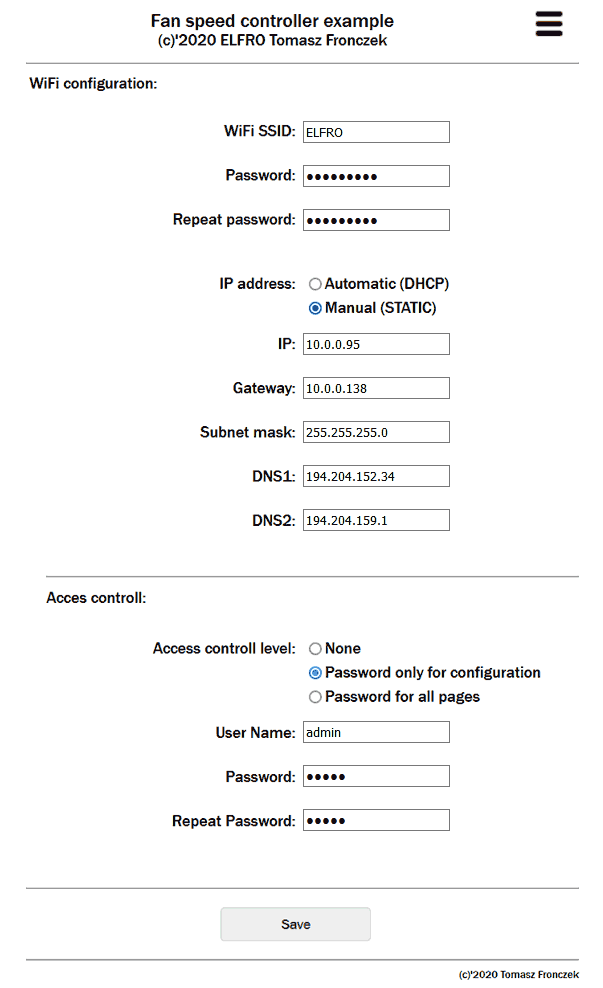 Fan speed controller example
(c)'2020 ELFRO Tomasz Fronczek
WiFi configuration:
WiFi SSID: ELFRO
Password: ●●●●●●●●●
Repeat password: ●●●●●●●●●
IP address: Automatic (DHCP)
Manual (STATIC)
IP: 10.0.0.95
Gateway: 10.0.0.138
Subnet mask: 255.255.255.0
DNS1: 194.204.152.34
DNS2: 194.204.159.1
Acces controll:
Access controll level: None
Password only for configuration
Password for all pages
User Name: admin
Password: ●●●●●
Repeat Password: ●●●●●
Save
(c)'2020 Tomasz Fronczek